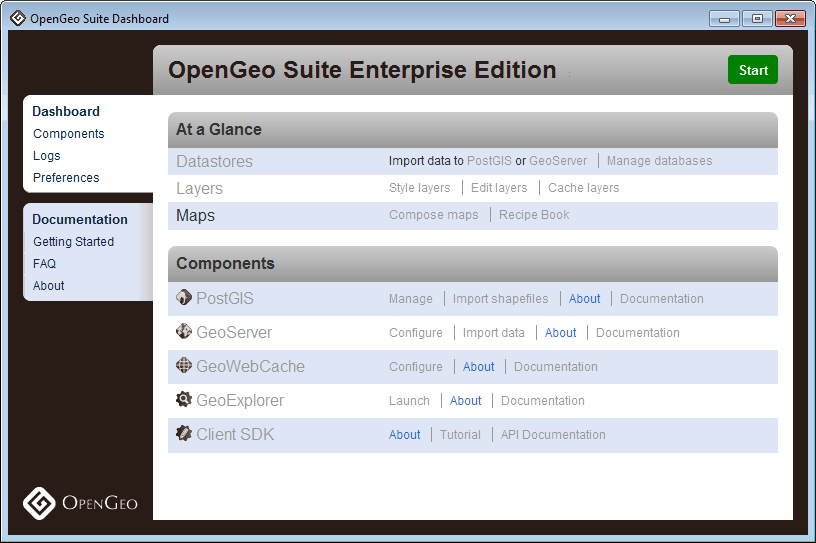 OpenGeo Suite Dashboard
OpenGeo Suite Enterprise Edition
Start
Dashboard
Components
Logs
Preferences
Documentation
Getting Started
FAQ
About
At a Glance
Datastores Import data to PostGIS or GeoServer | Manage databases
Layers Style layers | Edit layers | Cache layers
Maps Compose maps | Recipe Book
Components
PostGIS Manage | Import shapefiles | About | Documentation
GeoServer Configure | Import data | About | Documentation
GeoWebCache Configure | About | Documentation
GeoExplorer Launch | About | Documentation
Client SDK About | Tutorial | API Documentation
OpenGeo